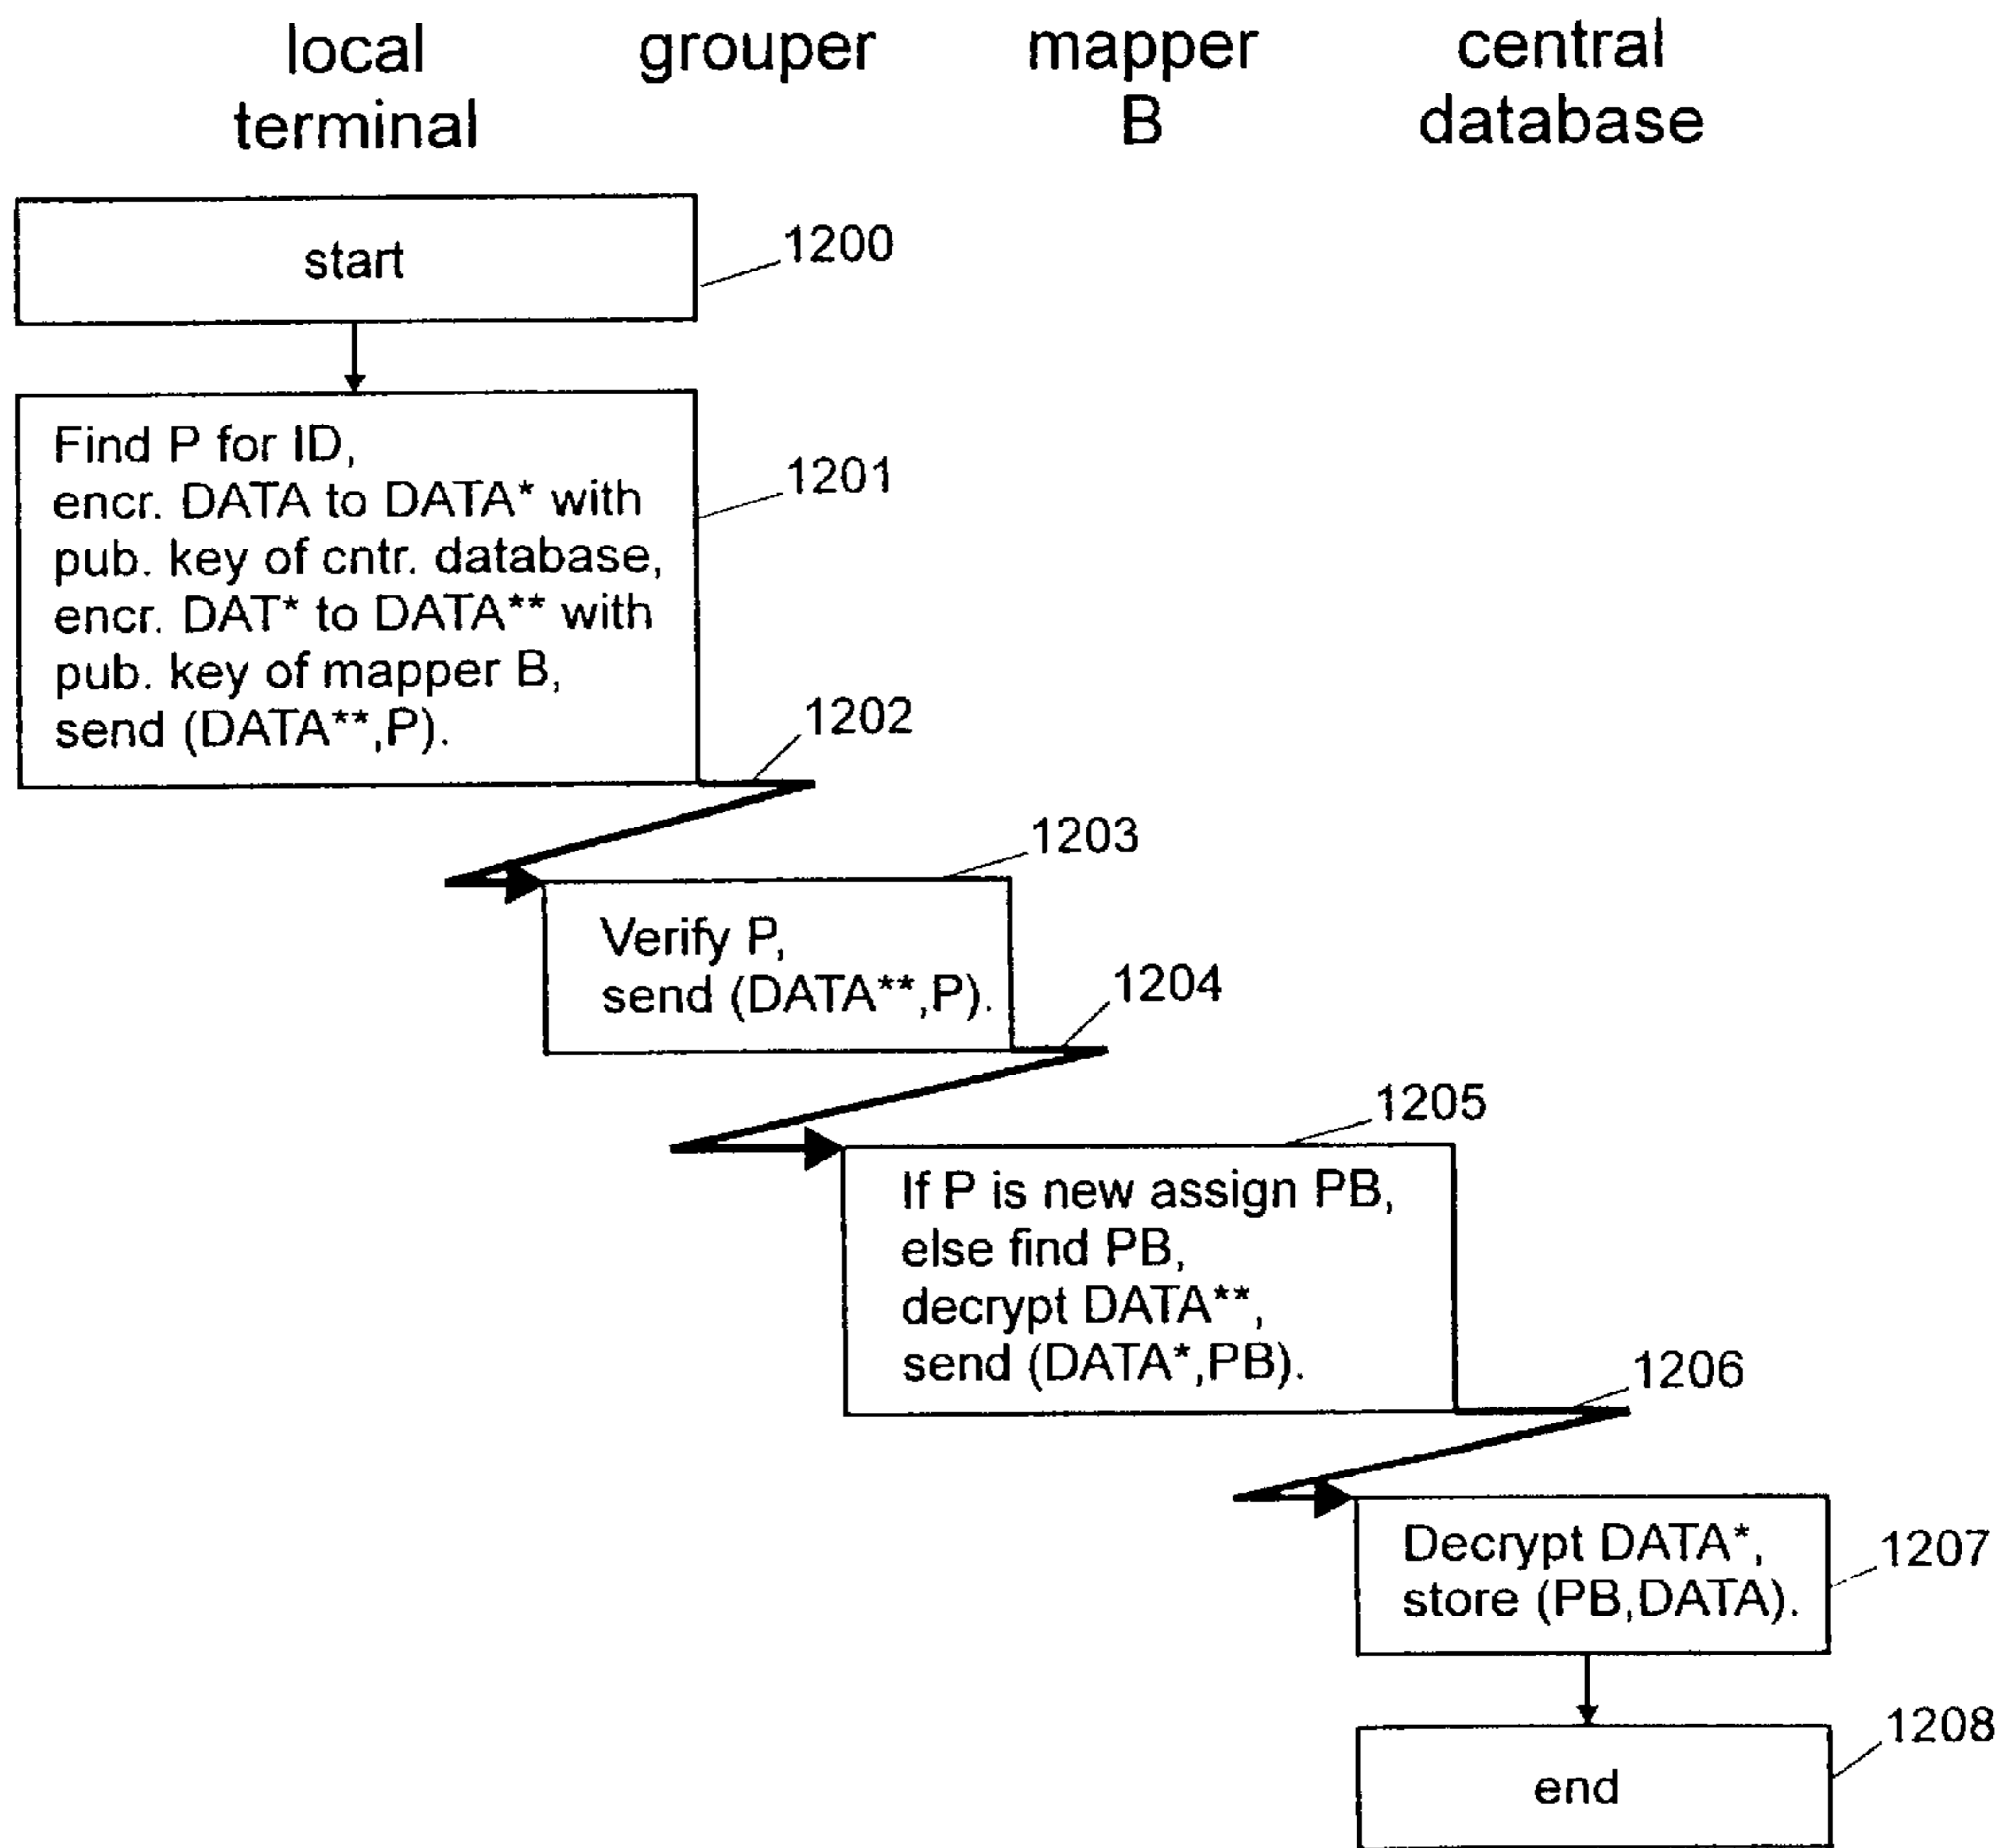 local terminal
grouper
mapper B
central database
start
1200
Find P for ID,
encr. DATA to DATA* with
pub. key of cntr. database,
encr. DAT* to DATA** with
pub. key of mapper B,
send (DATA**,P).
1201
1202
1203
Verify P,
send (DATA**,P).
1204
1205
If P is new assign PB,
else find PB,
decrypt DATA**,
send (DATA*,PB).
1206
Decrypt DATA*,
store (PB,DATA).
1207
1208
end